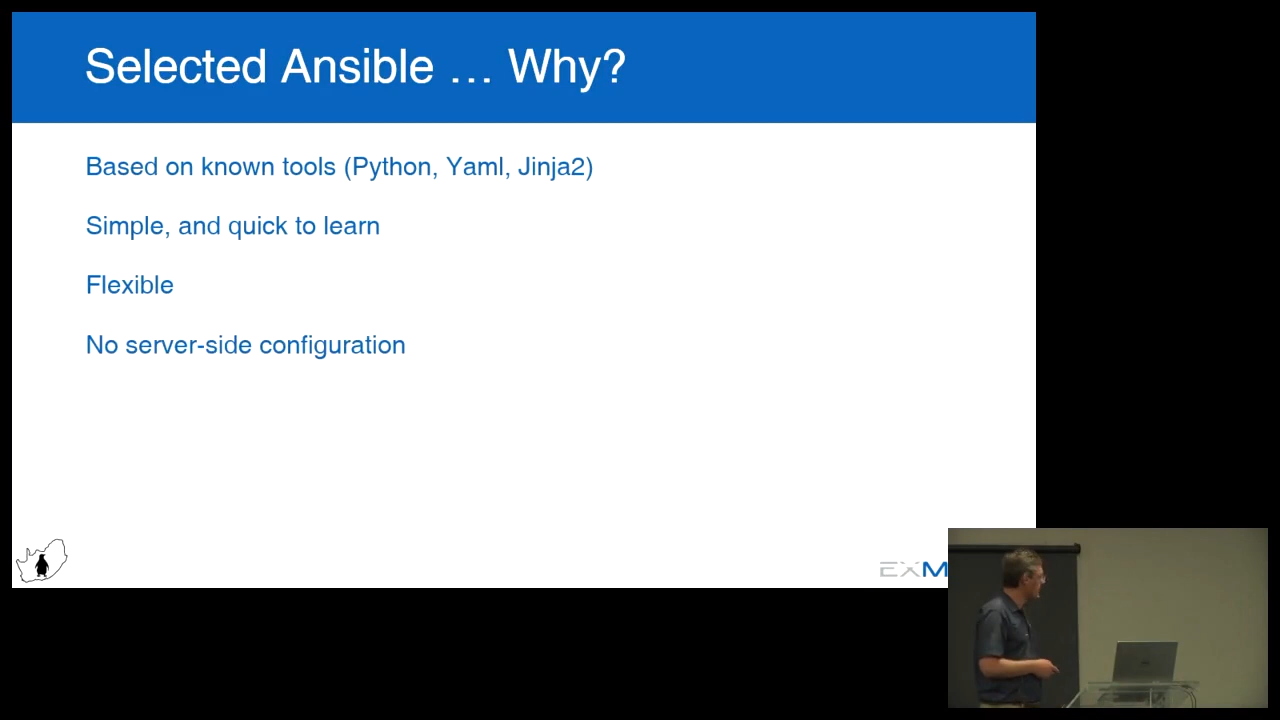 Selected Ansible … Why?
Based on known tools (Python, Yaml, Jinja2)
Simple, and quick to learn
Flexible
No server-side configuration
EXM